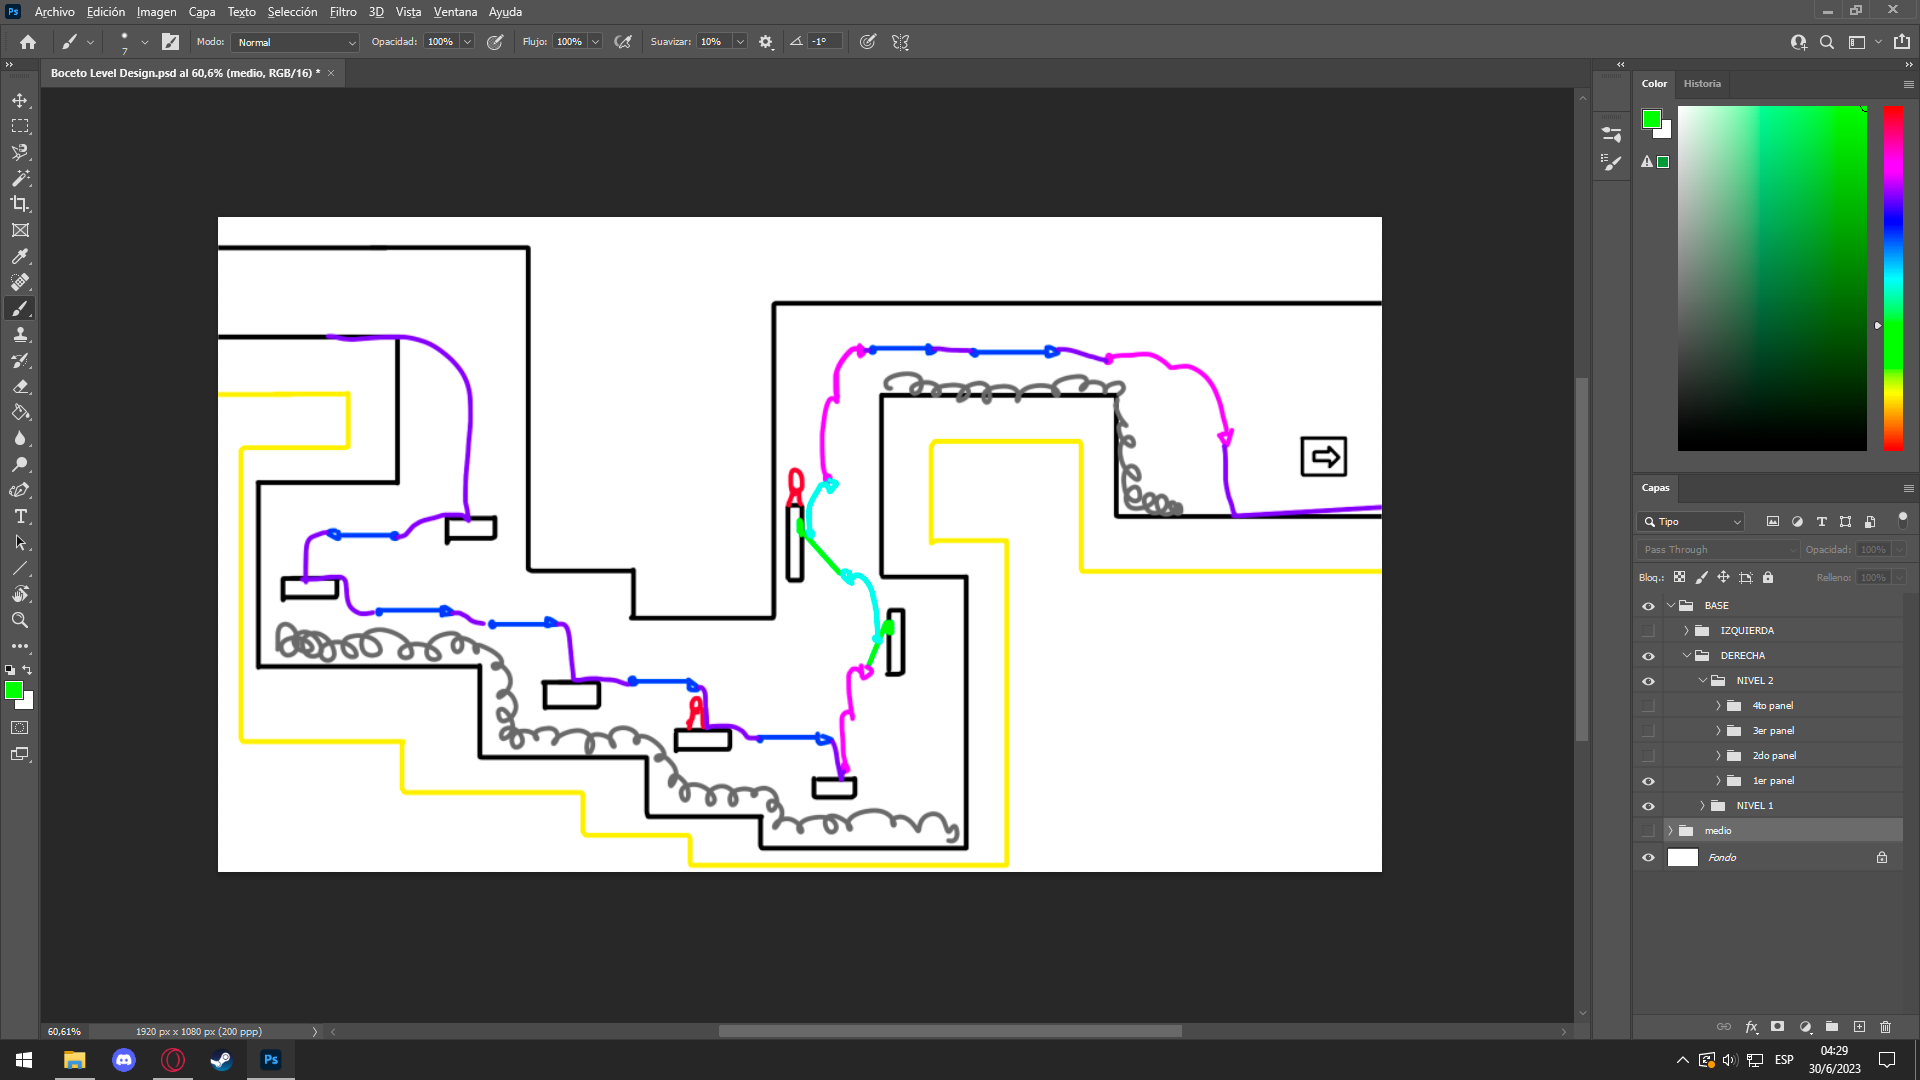 Ps Archivo Edición Imagen Capa Texto Selección Filtro 3D Vista Ventana Ayuda
7 Modo: Normal Opacidad: 100% Flujo: 100% Suavizar: 10% -1°
Boceto Level Design.psd al 60,6% (medio, RGB/16) * ×
Color Historia
Capas
Tipo
Pass Through Opacidad: 100%
Bloq.: Relleno: 100%
BASE
IZQUIERDA
DERECHA
NIVEL 2
4to panel
3er panel
2do panel
1er panel
NIVEL 1
medio
Fondo
60,61% 1920 px x 1080 px (200 ppp)
Ps ESP 04:29
30/6/2023